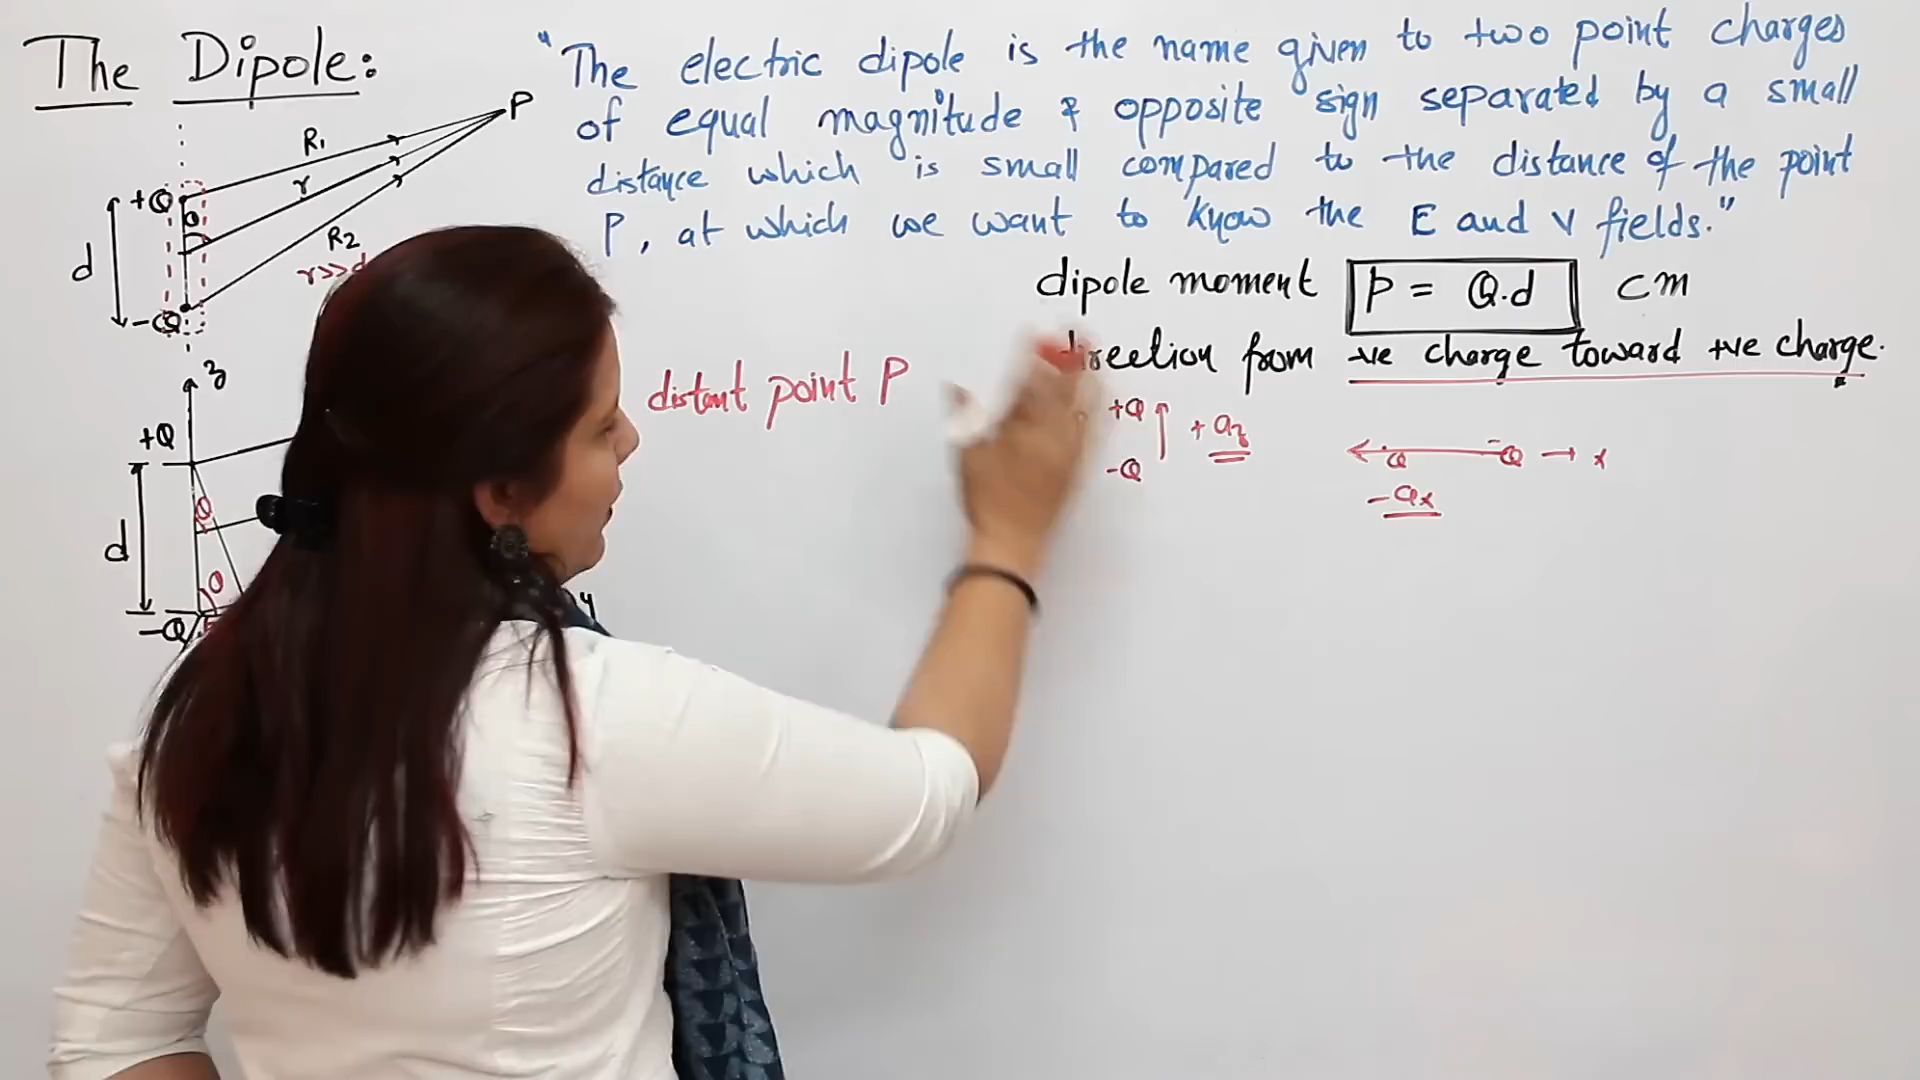 The Dipole:
"The electric dipole is the name given to two point charges
of equal magnitude & opposite sign separated by a small
distance which is small compared to the distance of the point
P, at which we want to know the E and V fields."
P
R1
r
+Q
θ
R2
d
r>>d
-Q
dipole moment p = Q.d cm
direction from -ve charge toward +ve charge.
distant point P
z
+Q
θ
d
θ
-Q
y
+Q
-Q
+ az
Q -Q → x
-ax